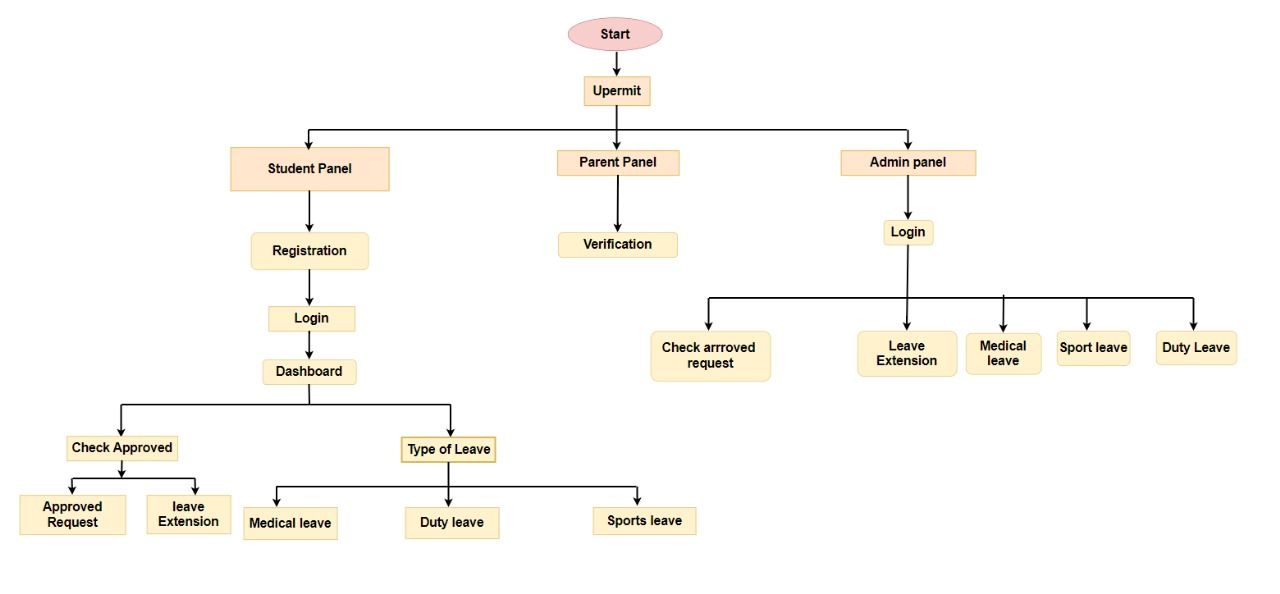 Start
Upermit
Student Panel
Parent Panel
Admin panel
Registration
Verification
Login
Login
Dashboard
Check arrroved
request
Leave
Extension
Medical
leave
Sport leave
Duty Leave
Check Approved
Type of Leave
Approved
Request
leave
Extension
Medical leave
Duty leave
Sports leave